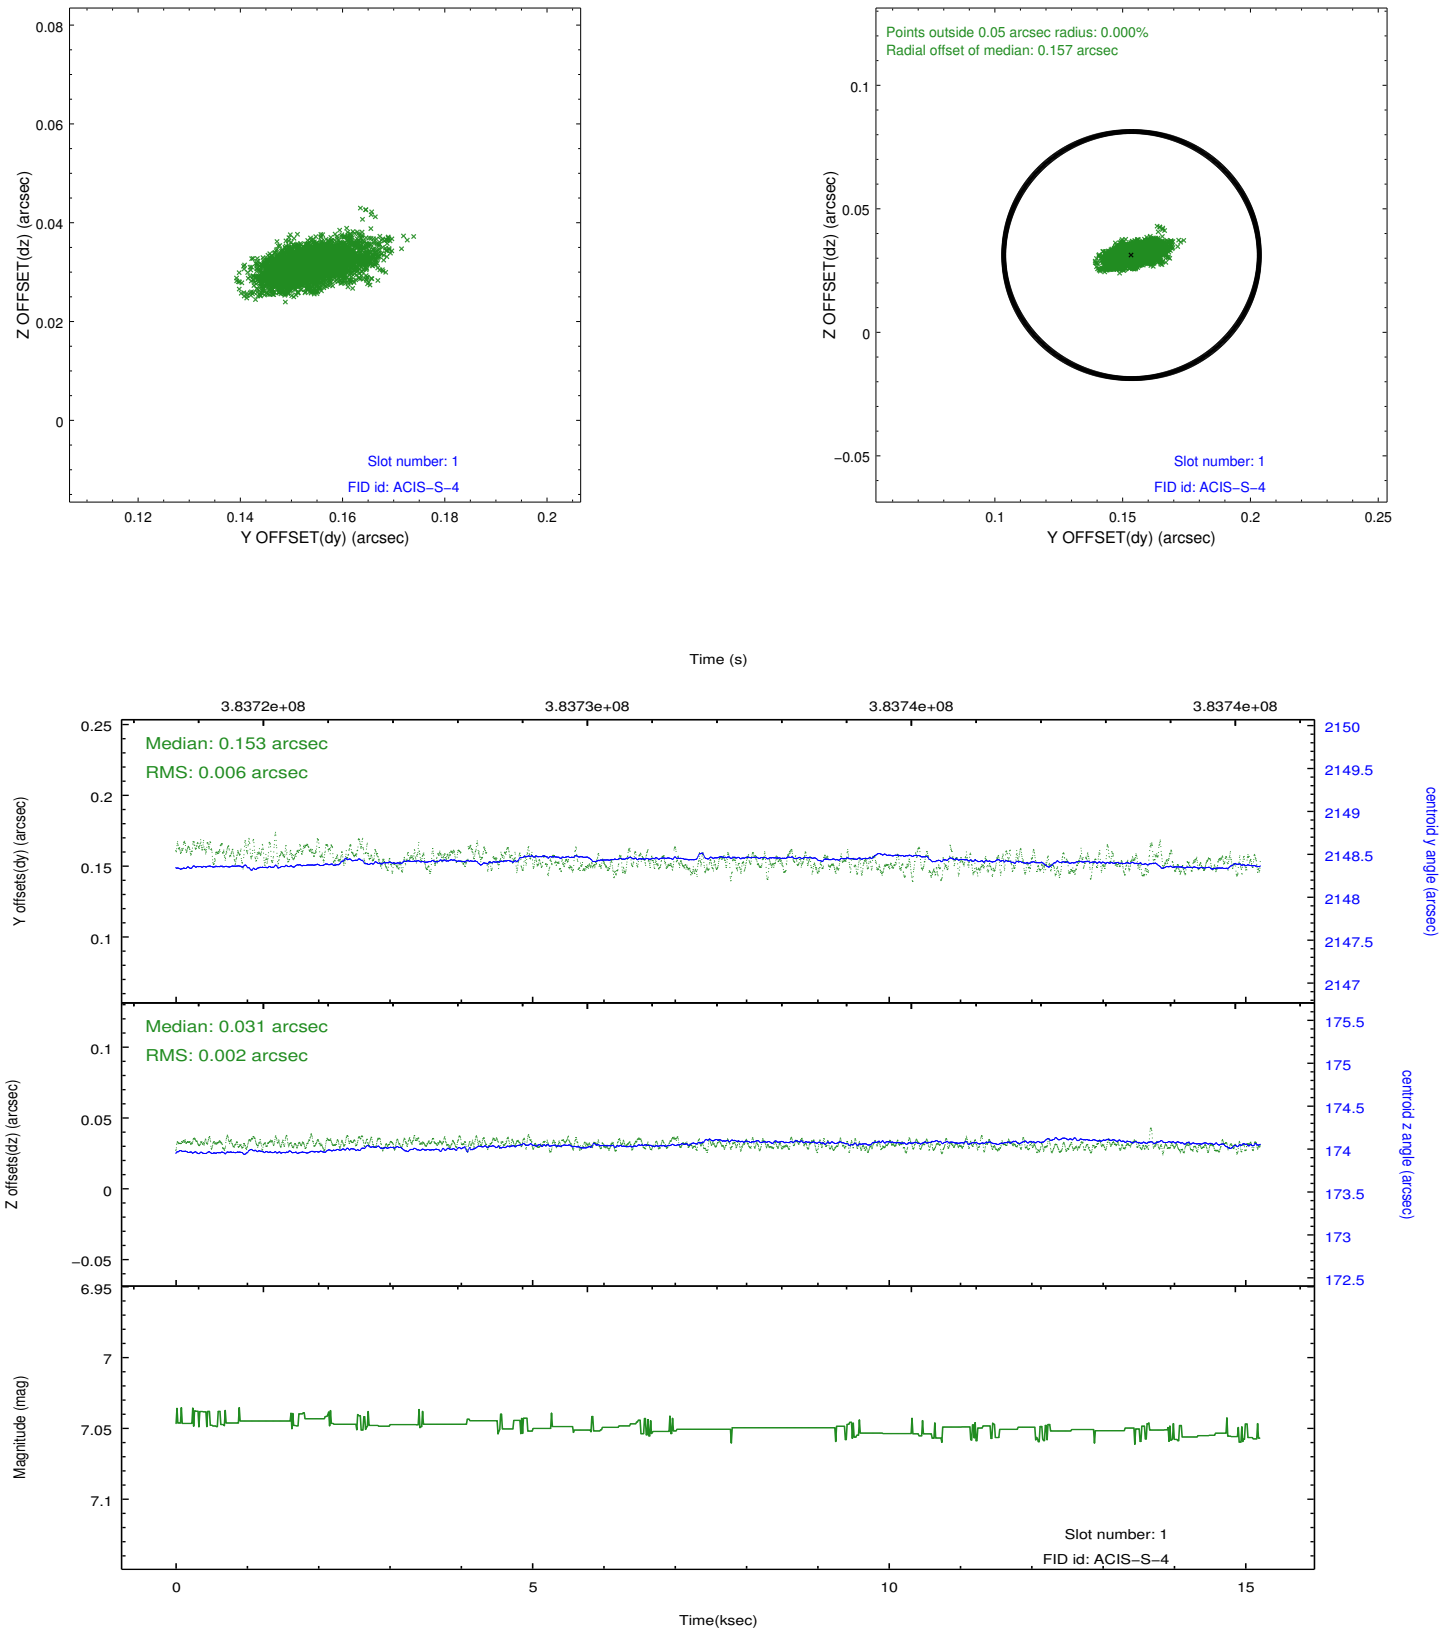 0.08
0.06
0.04
0.02
0
Z OFFSET(dz) (arcsec)
Slot number: 1
FID id: ACIS−S−4
0.12 0.14 0.16 0.18 0.2
Y OFFSET(dy) (arcsec)
Points outside 0.05 arcsec radius: 0.000%
Radial offset of median: 0.157 arcsec
0.1
0.05
0
−0.05
Z OFFSET(dz) (arcsec)
Slot number: 1
FID id: ACIS−S−4
0.1 0.15 0.2 0.25
Y OFFSET(dy) (arcsec)
Time (s)
3.8372e+08 3.8373e+08 3.8374e+08 3.8374e+08
0.25
0.2
0.15
0.1
Y offsets(dy) (arcsec)
Median: 0.153 arcsec
RMS: 0.006 arcsec
2150
2149.5
2149
2148.5
2148
2147.5
2147
centroid y angle (arcsec)
0.1
0.05
0
−0.05
Z offsets(dz) (arcsec)
Median: 0.031 arcsec
RMS: 0.002 arcsec
175.5
175
174.5
174
173.5
173
172.5
centroid z angle (arcsec)
6.95
7
7.05
7.1
Magnitude (mag)
Slot number: 1
FID id: ACIS−S−4
0 5 10 15
Time(ksec)